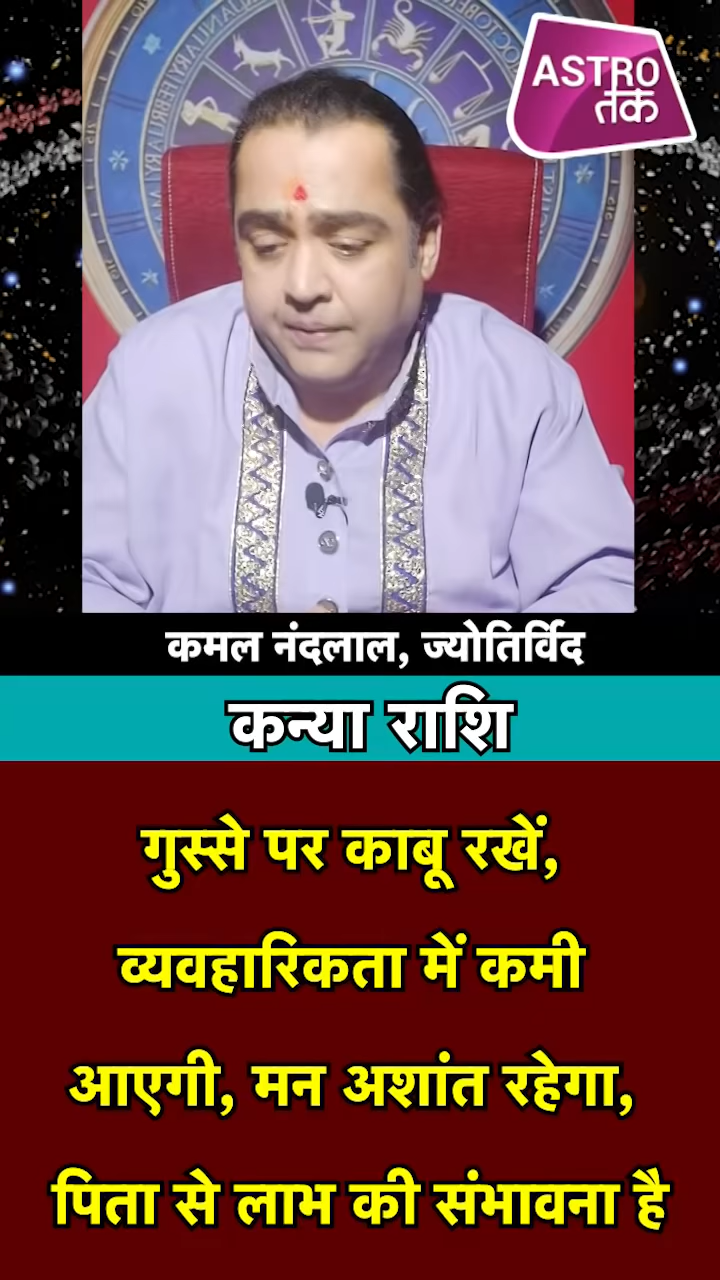 ASTRO
तक
कमल नंदलाल, ज्योतिर्विद
कन्या राशि
गुस्से पर काबू रखें,
व्यवहारिकता में कमी
आएगी, मन अशांत रहेगा,
पिता से लाभ की संभावना है